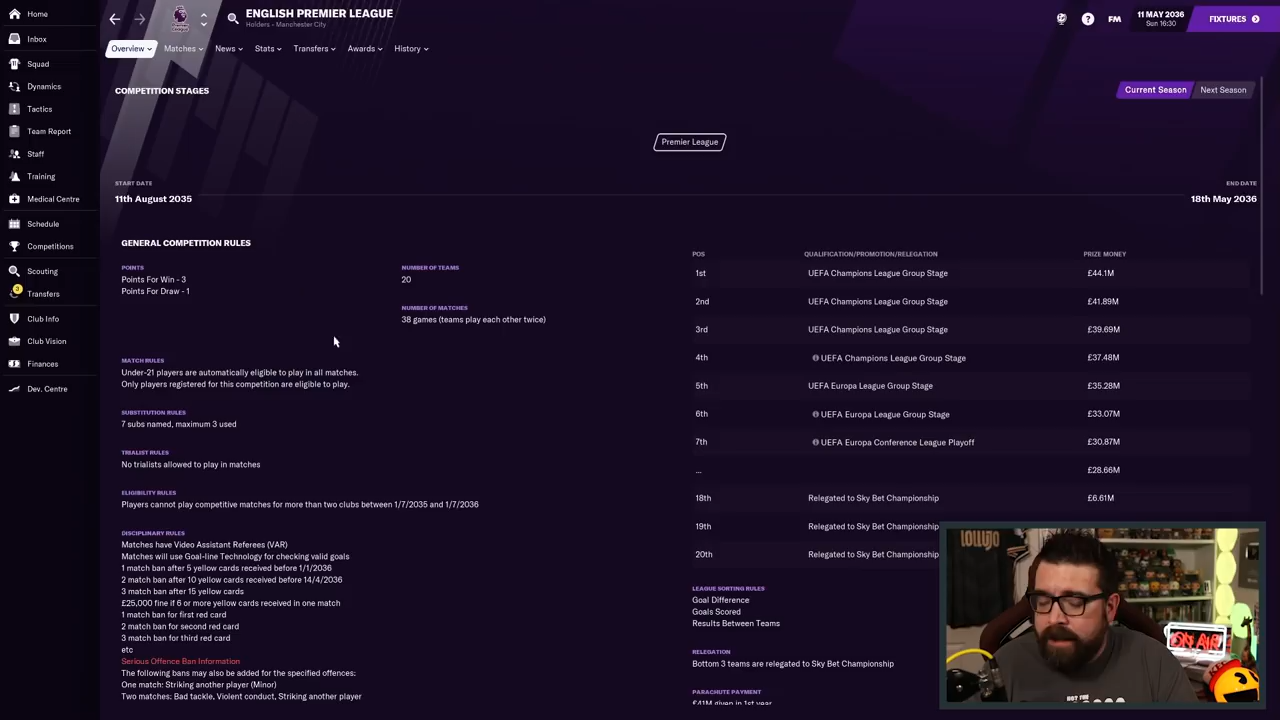 Home
Inbox
Squad
Dynamics
Tactics
Team Report
Staff
Training
Medical Centre
Schedule
Competitions
Scouting
3
Transfers
Club Info
Club Vision
Finances
Dev. Centre
ENGLISH PREMIER LEAGUE
Holders - Manchester City
FM
11 MAY 2036
Sun 16:30
FIXTURES
Overview
Matches
News
Stats
Transfers
Awards
History
COMPETITION STAGES
Current Season
Next Season
Premier League
START DATE
11th August 2035
END DATE
18th May 2036
GENERAL COMPETITION RULES
POINTS
Points For Win - 3
Points For Draw - 1
NUMBER OF TEAMS
20
NUMBER OF MATCHES
38 games (teams play each other twice)
MATCH RULES
Under-21 players are automatically eligible to play in all matches.
Only players registered for this competition are eligible to play.
SUBSTITUTION RULES
7 subs named, maximum 3 used
TRIALIST RULES
No trialists allowed to play in matches
ELIGIBILITY RULES
Players cannot play competitive matches for more than two clubs between 1/7/2035 and 1/7/2036
DISCIPLINARY RULES
Matches have Video Assistant Referees (VAR)
Matches will use Goal-line Technology for checking valid goals
1 match ban after 5 yellow cards received before 1/1/2036
2 match ban after 10 yellow cards received before 14/4/2036
3 match ban after 15 yellow cards
£25,000 fine if 6 or more yellow cards received in one match
1 match ban for first red card
2 match ban for second red card
3 match ban for third red card
etc
Serious Offence Ban Information
The following bans may also be added for the specified offences:
One match: Striking another player (Minor)
Two matches: Bad tackle, Violent conduct, Striking another player
POS QUALIFICATION/PROMOTION/RELEGATION PRIZE MONEY
1st UEFA Champions League Group Stage £44.1M
2nd UEFA Champions League Group Stage £41.89M
3rd UEFA Champions League Group Stage £39.69M
4th UEFA Champions League Group Stage £37.48M
5th UEFA Europa League Group Stage £35.28M
6th UEFA Europa League Group Stage £33.07M
7th UEFA Europa Conference League Playoff £30.87M
... £28.66M
18th Relegated to Sky Bet Championship £6.61M
19th Relegated to Sky Bet Championship
20th Relegated to Sky Bet Championship
LEAGUE SORTING RULES
Goal Difference
Goals Scored
Results Between Teams
RELEGATION
Bottom 3 teams are relegated to Sky Bet Championship
PARACHUTE PAYMENT
£41M given in 1st year
lollujo
ON AIR